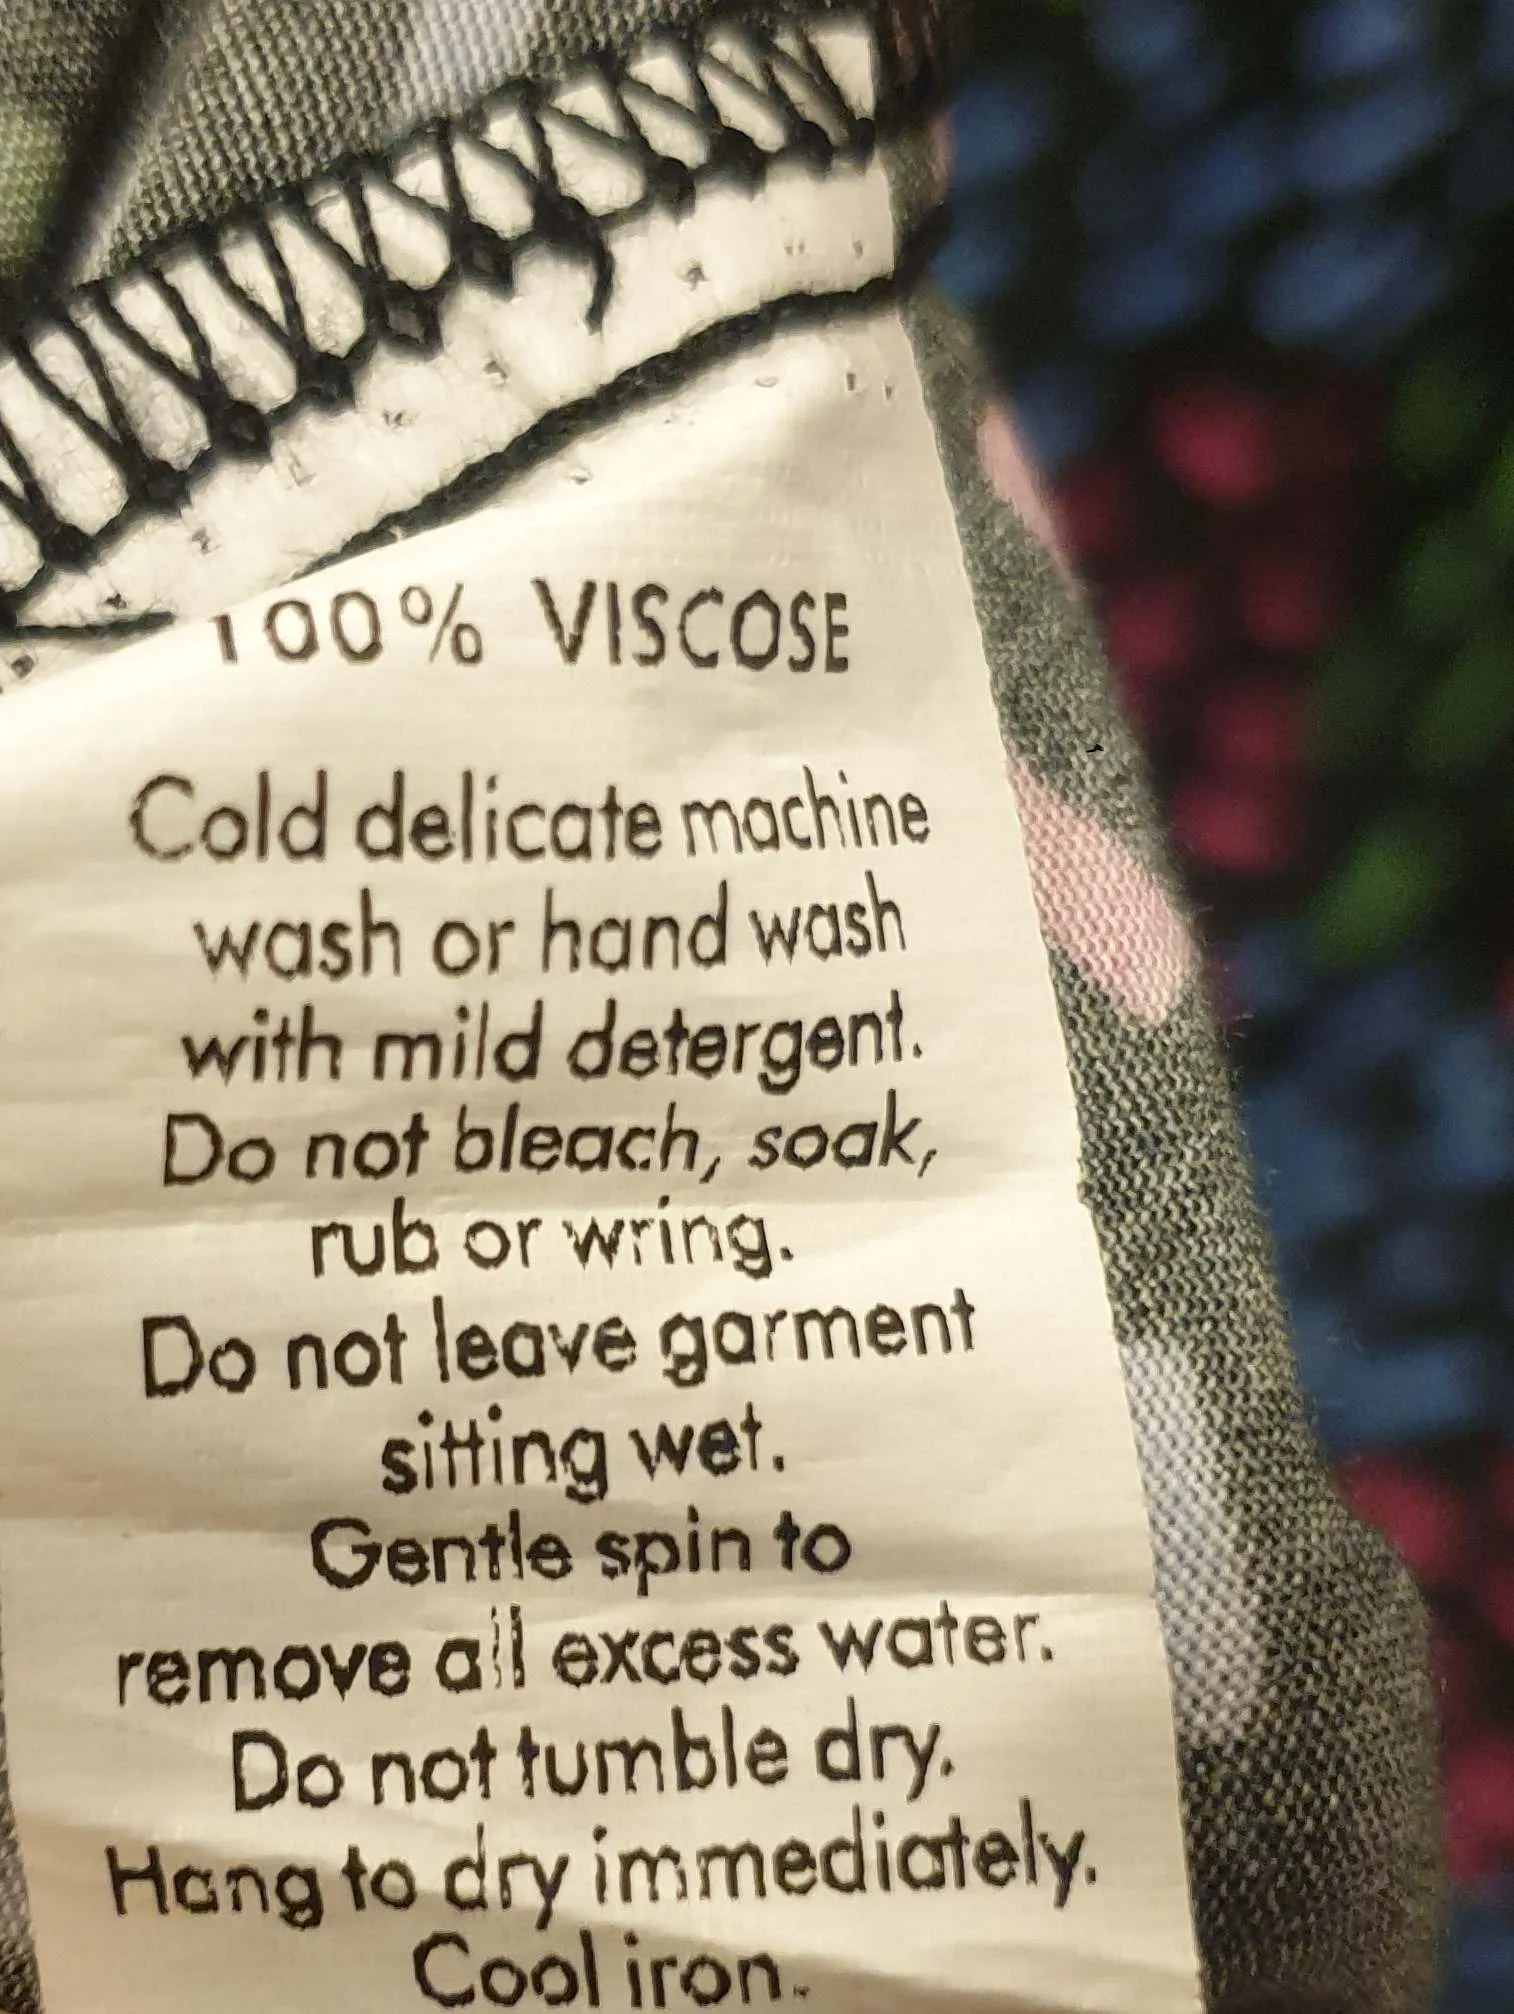 100% VISCOSE
Cold delicate machine
wash or hand wash
with mild detergent.
Do not bleach, soak,
rub or wring.
Do not leave garment
sitting wet.
Gentle spin to
remove all excess water.
Do not tumble dry.
Hang to dry immediately.
Cool iron.